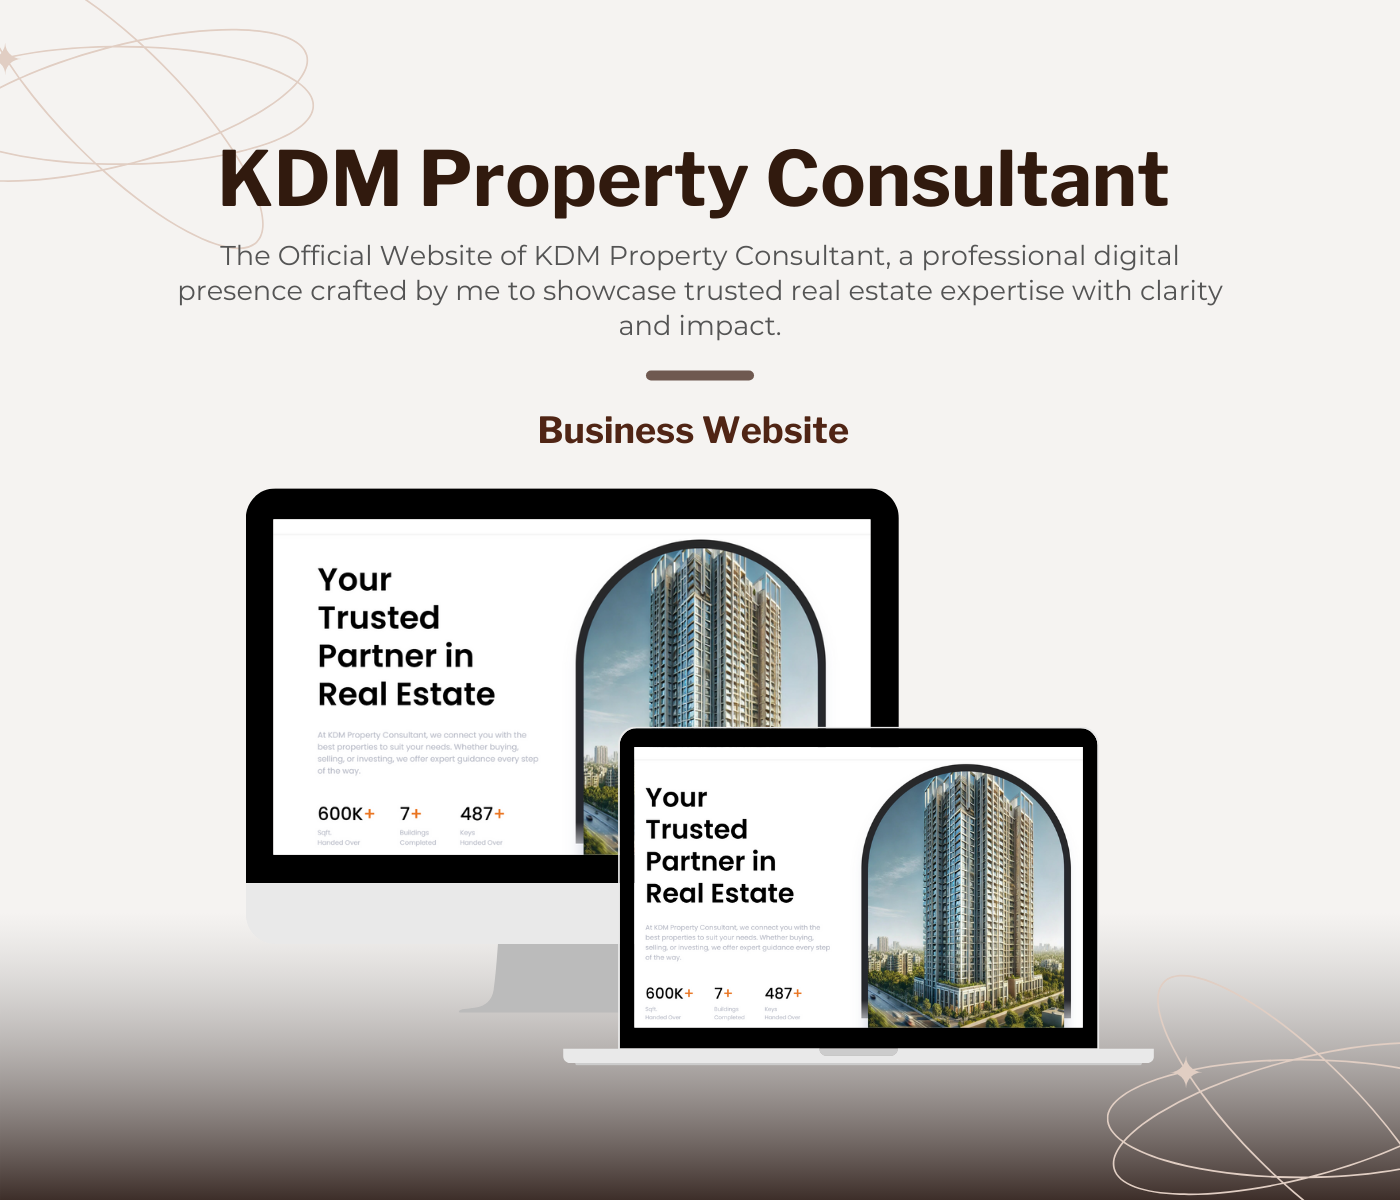 KDM Property Consultant
The Official Website of KDM Property Consultant, a professional digital
presence crafted by me to showcase trusted real estate expertise with clarity
and impact.
Business Website
Your
Trusted
Partner in
Real Estate
At KDM Property Consultant, we connect you with the
best properties to suit your needs. Whether buying,
selling, or investing, we offer expert guidance every step
of the way.
600K+ 7+ 487+
Sqft. Buildings Keys
Handed Over Completed Handed Over
Your
Trusted
Partner in
Real Estate
At KDM Property Consultant, we connect you with the
best properties to suit your needs. Whether buying,
selling, or investing, we offer expert guidance every step
of the way.
600K+ 7+ 487+
Sqft. Buildings Keys
Handed Over Completed Handed Over